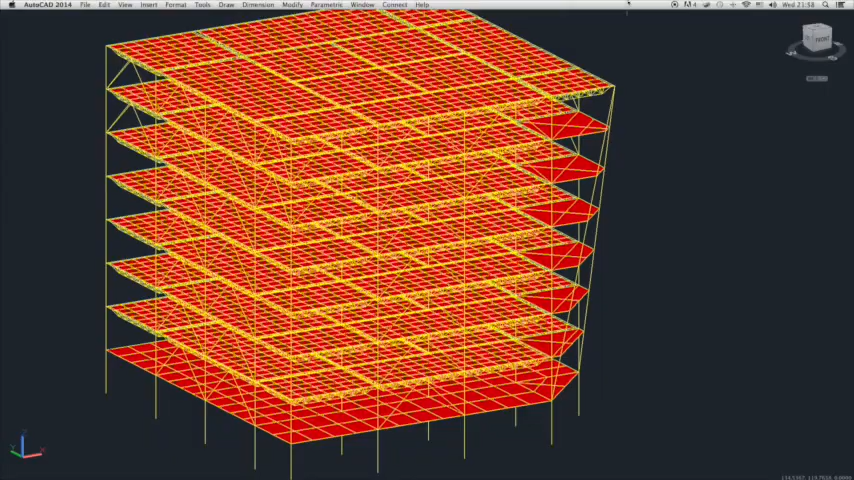 AutoCAD 2014 File Edit View Insert Format Tools Draw Dimension Modify Parametric Window Connect Help 4 Wed 21:58
FRONT